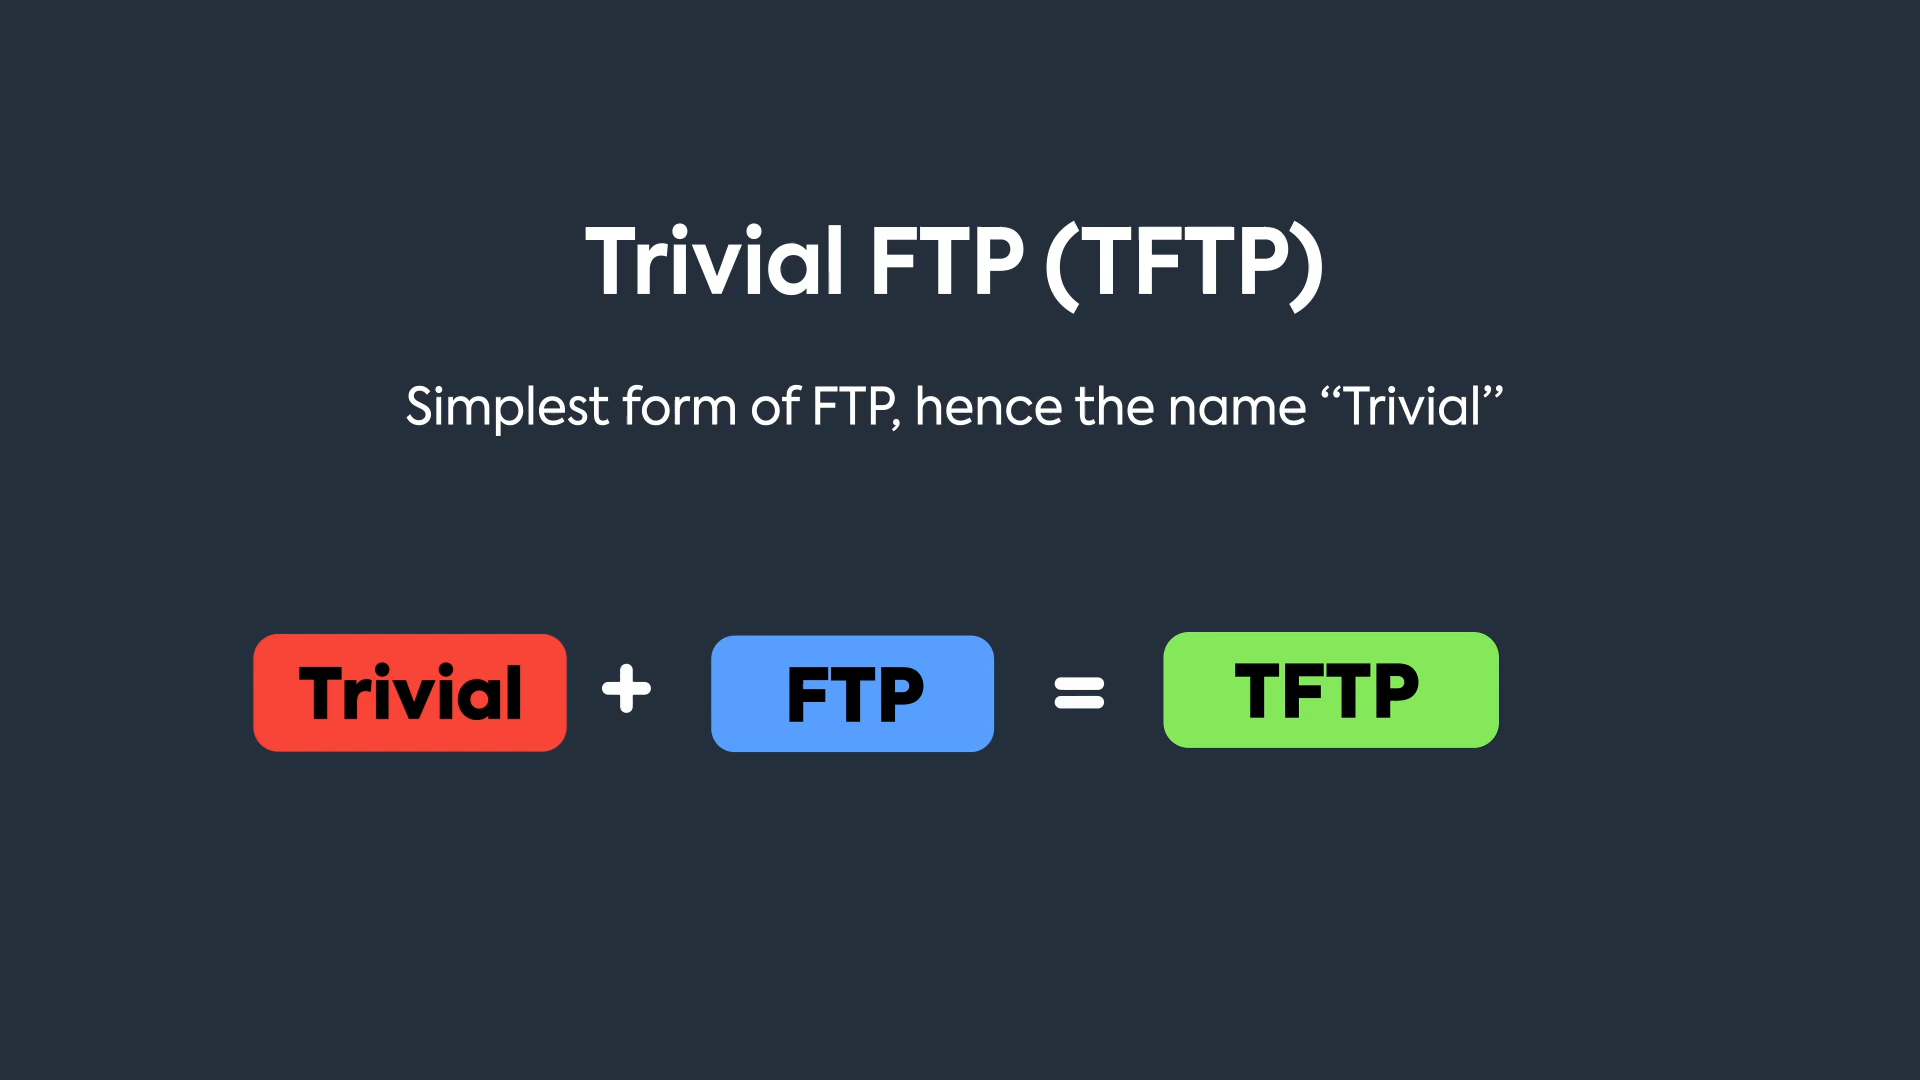 Trivial FTP (TFTP)
Simplest form of FTP, hence the name “Trivial”
Trivial + FTP = TFTP